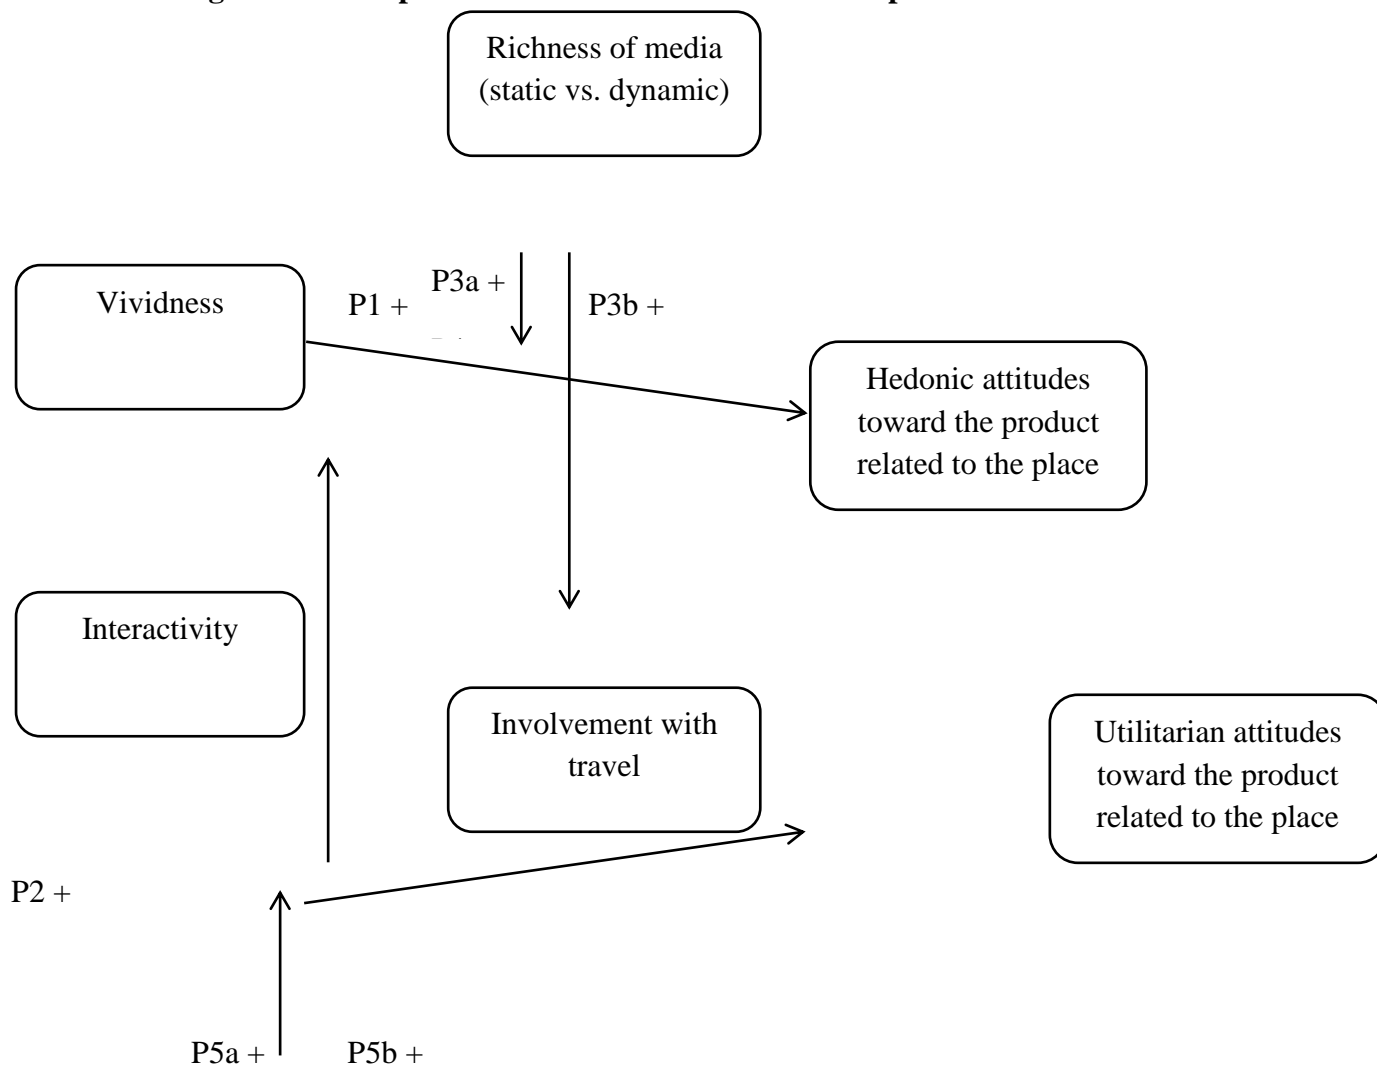 Richness of media
(static vs. dynamic)
P3a +
Vividness
P1 +
P3b +
Hedonic attitudes
toward the product
related to the place
Interactivity
Involvement with
travel
Utilitarian attitudes
toward the product
related to the place
P2 +
P5a +
P5b +